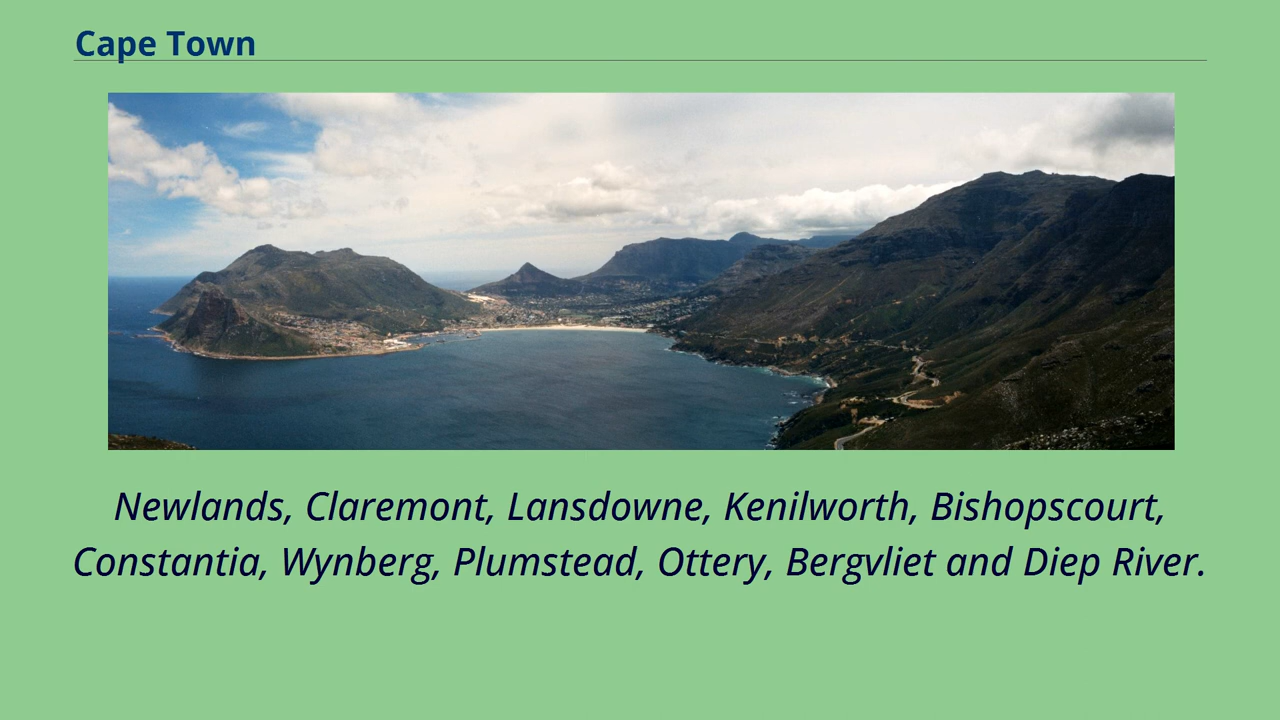 Cape Town
Newlands, Claremont, Lansdowne, Kenilworth, Bishopscourt,
Constantia, Wynberg, Plumstead, Ottery, Bergvliet and Diep River.